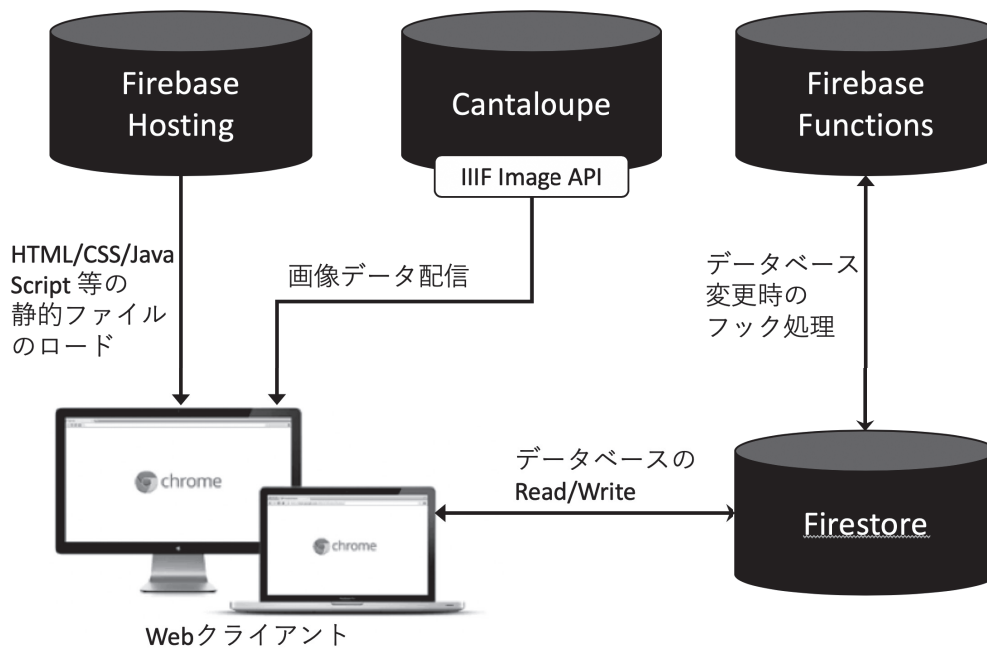 Firebase
Hosting
Cantaloupe
IIIF Image API
Firebase
Functions
HTML/CSS/Java
Script 等の
静的ファイル
のロード
画像データ配信
データベース
変更時の
フック処理
chrome
chrome
データベースの
Read/Write
Firestore
Webクライアント